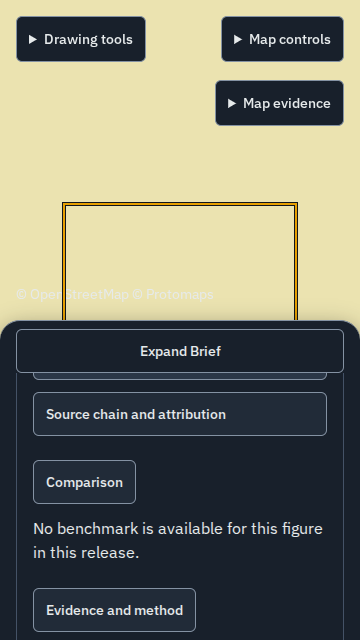 ▶ Drawing tools
▶ Map controls
▶ Map evidence
© OpenStreetMap © Protomaps
Expand Brief
Source chain and attribution
Comparison
No benchmark is available for this figure
in this release.
Evidence and method